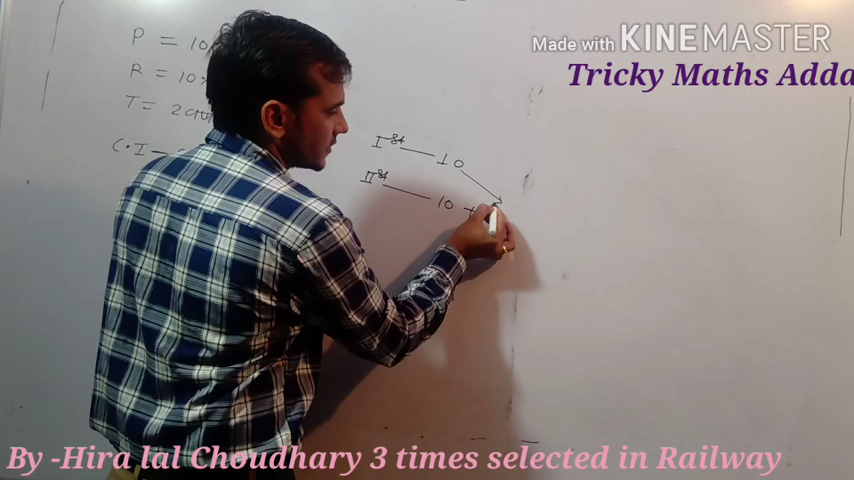 Made with KINEMASTER
Tricky Maths Adda
P = 10
R = 10%
T =
C.I -
Ist — 10
IInd — 10 +
By -Hira lal Choudhary 3 times selected in Railway